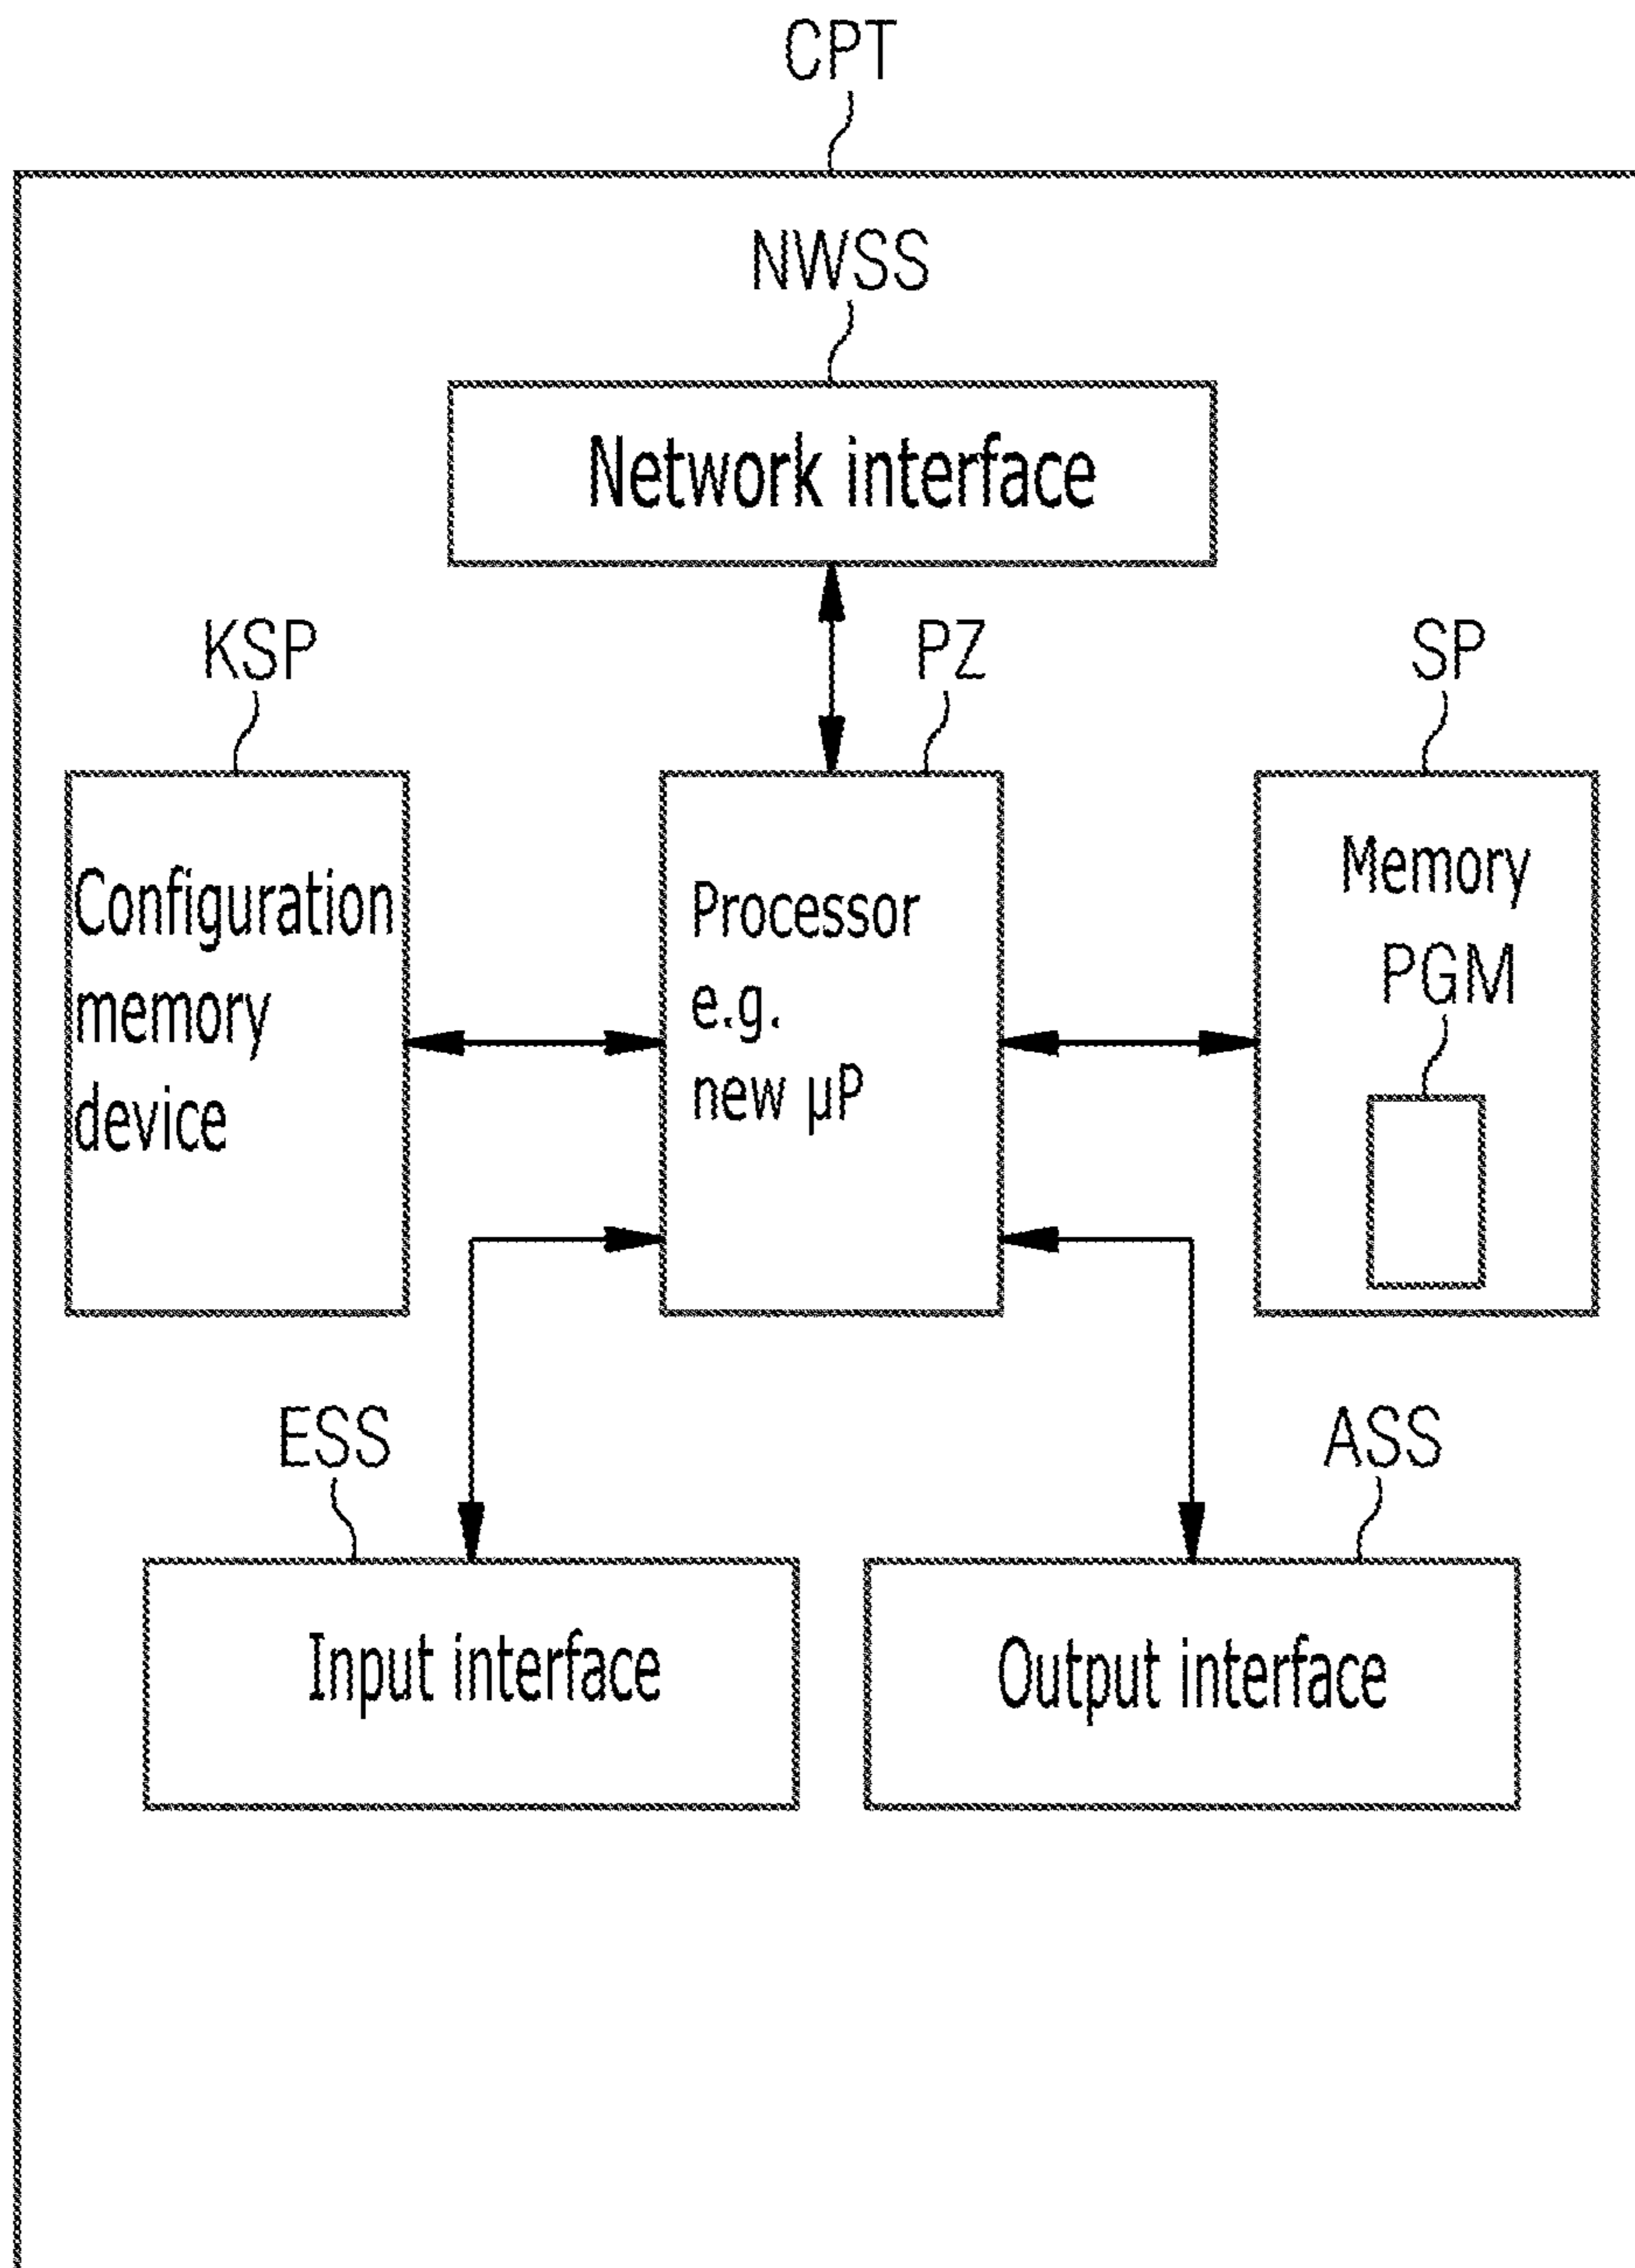 CPT
NWSS
Network interface
KSP
PZ
SP
Configuration
memory
device
Processor
e.g.
new µP
Memory
PGM
ESS
ASS
Input interface
Output interface